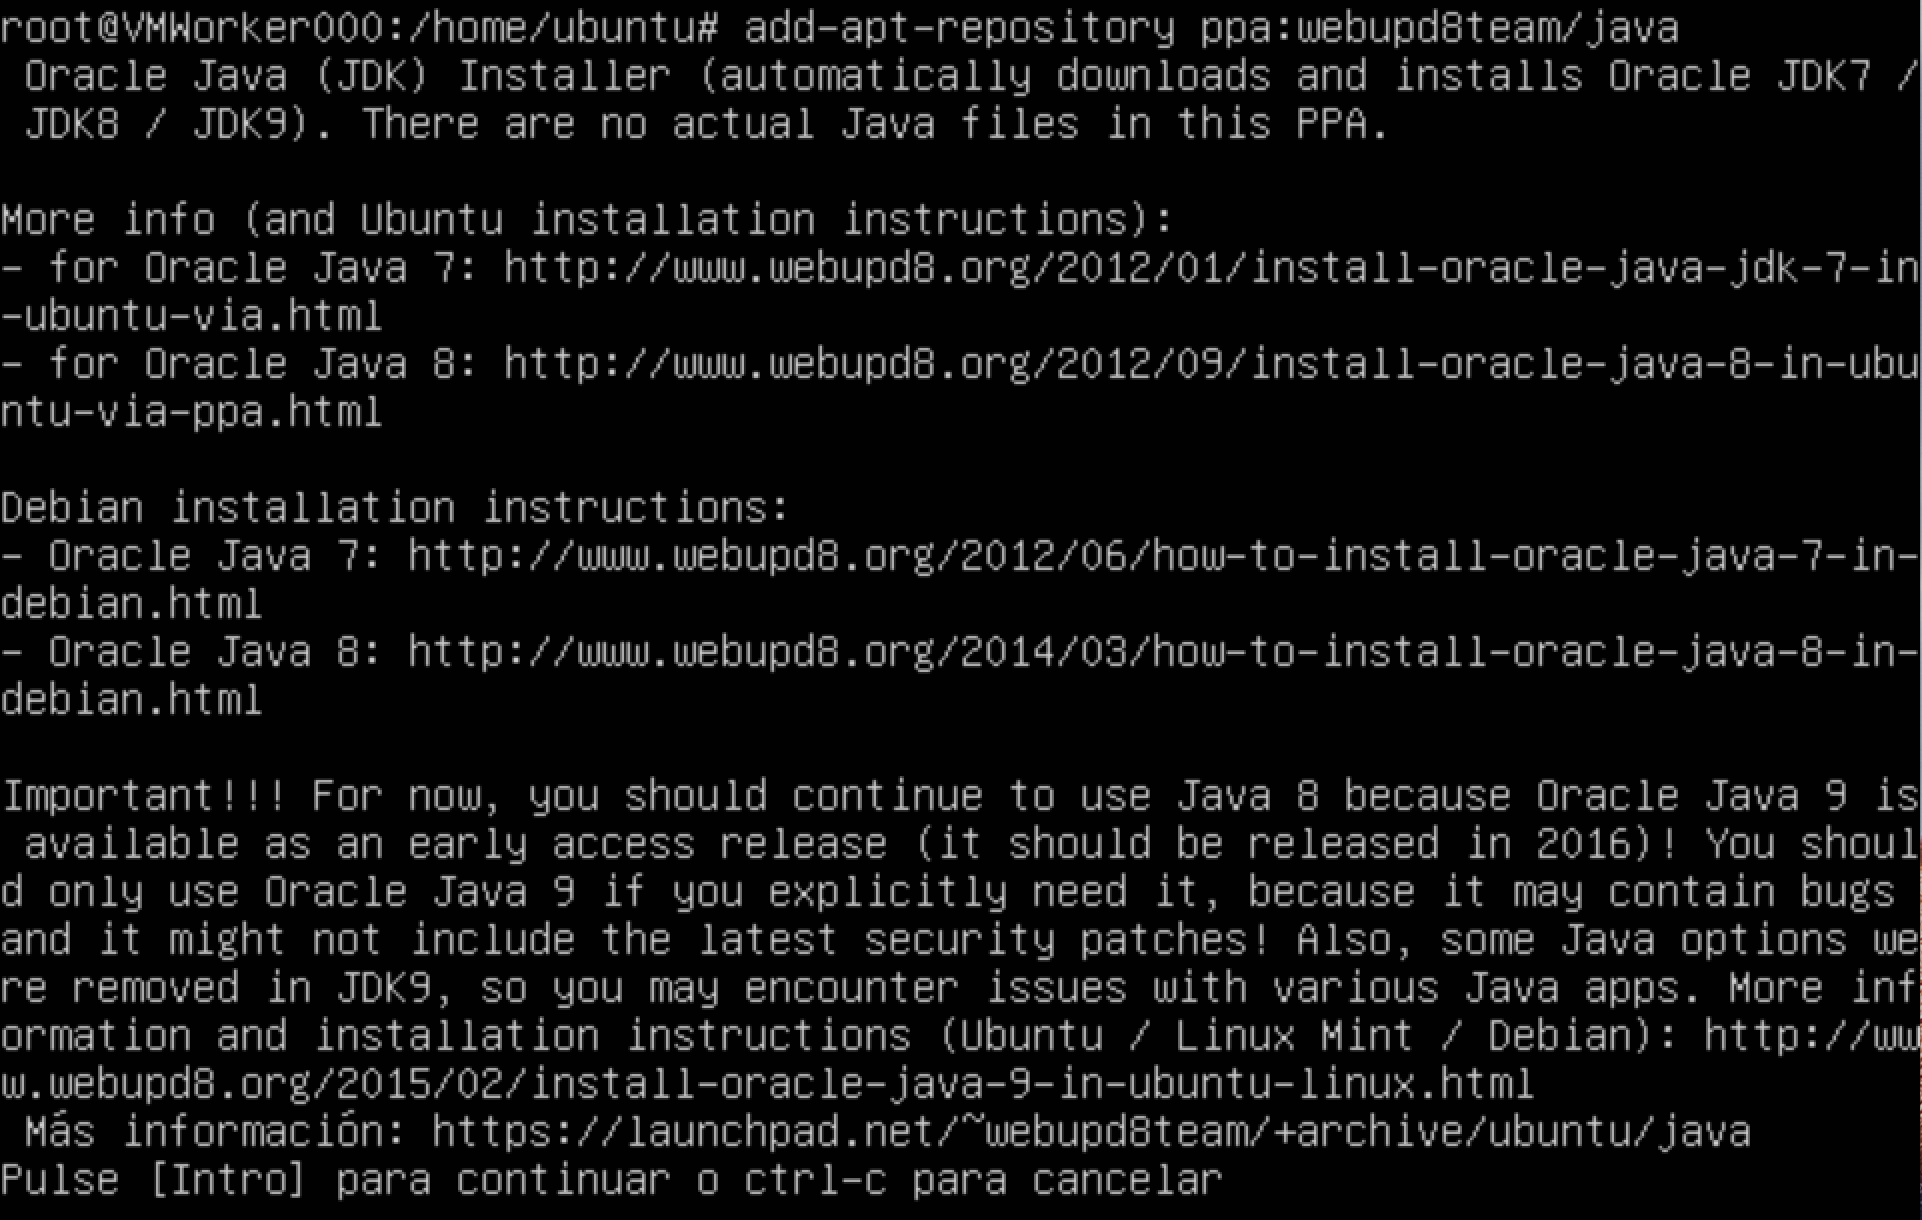 root@VMWorker000:/home/ubuntu# add-apt-repository ppa:webupd8team/java
 Oracle Java (JDK) Installer (automatically downloads and installs Oracle JDK7 /
 JDK8 / JDK9). There are no actual Java files in this PPA.

More info (and Ubuntu installation instructions):
- for Oracle Java 7: http://www.webupd8.org/2012/01/install-oracle-java-jdk-7-in
-ubuntu-via.html
- for Oracle Java 8: http://www.webupd8.org/2012/09/install-oracle-java-8-in-ubu
ntu-via-ppa.html

Debian installation instructions:
- Oracle Java 7: http://www.webupd8.org/2012/06/how-to-install-oracle-java-7-in-
debian.html
- Oracle Java 8: http://www.webupd8.org/2014/03/how-to-install-oracle-java-8-in-
debian.html

Important!!! For now, you should continue to use Java 8 because Oracle Java 9 is
 available as an early access release (it should be released in 2016)! You shoul
d only use Oracle Java 9 if you explicitly need it, because it may contain bugs
and it might not include the latest security patches! Also, some Java options we
re removed in JDK9, so you may encounter issues with various Java apps. More inf
ormation and installation instructions (Ubuntu / Linux Mint / Debian): http://ww
w.webupd8.org/2015/02/install-oracle-java-9-in-ubuntu-linux.html
 Más información: https://launchpad.net/~webupd8team/+archive/ubuntu/java
Pulse [Intro] para continuar o ctrl-c para cancelar